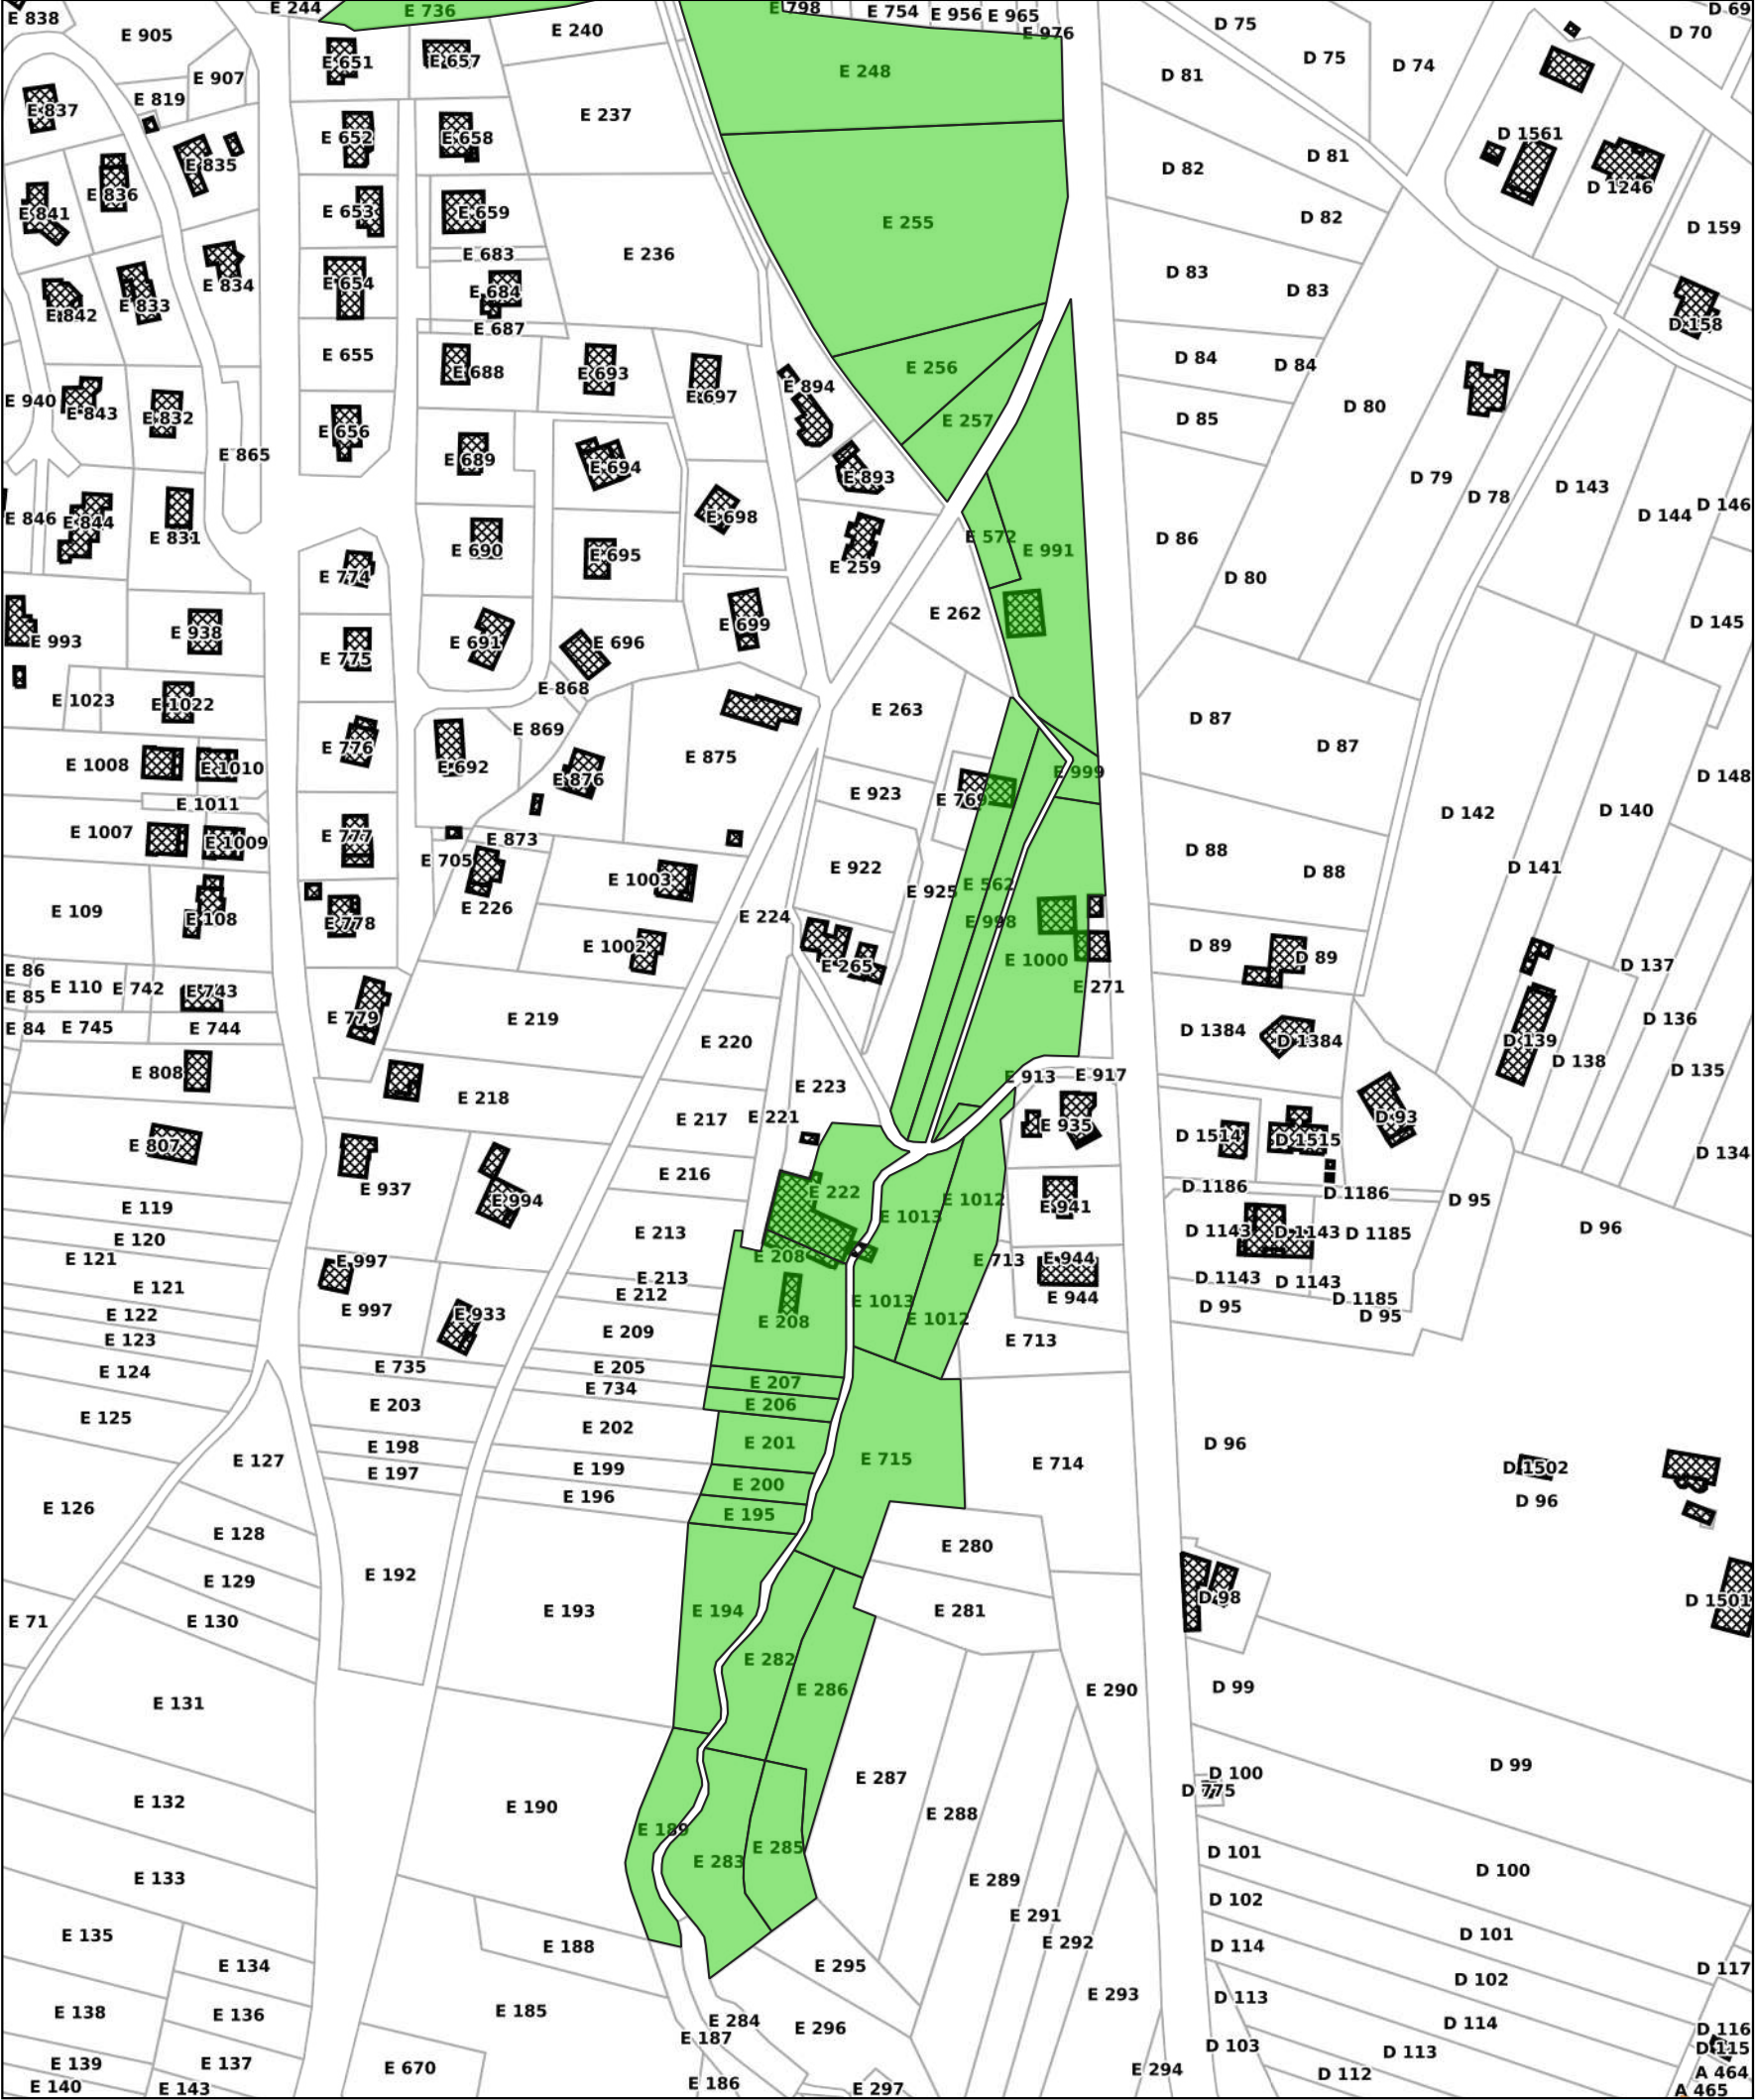 E 838
E 244
E 736
E 798
E 754
E 956
E 965
E 976
D 75
D 69
D 70
E 905
E 240
E 651
E 657
E 248
D 81
D 75
D 74
E 907
E 819
E 837
E 237
E 652
E 658
D 1561
D 81
D 82
E 835
E 836
D 1246
E 841
E 653
E 659
E 255
D 82
D 159
E 683
E 236
D 83
E 834
E 654
E 684
D 83
E 833
E 842
E 687
D 158
E 655
D 84
D 84
E 688
E 693
E 256
E 894
E 697
E 940
E 843
E 832
D 80
D 85
E 257
E 656
E 865
E 689
E 694
E 893
D 79
D 78
D 143
D 146
D 144
E 846
E 844
E 698
E 831
E 572
D 86
E 690
E 991
E 695
E 259
E 774
D 80
E 262
D 145
E 699
E 938
E 993
E 691
E 696
E 775
E 868
E 1023
E 1022
E 263
D 87
E 869
E 776
D 87
E 875
E 1008
E 1010
E 692
E 999
D 148
E 876
E 923
E 769
E 1011
D 140
D 142
E 1007
E 777
E 873
E 1009
D 88
E 705
E 922
D 141
D 88
E 1003
E 562
E 925
E 226
E 109
E 108
E 224
E 998
E 778
D 89
E 1002
D 89
E 1000
E 265
D 137
E 86
E 110
E 742
E 743
E 271
E 85
E 779
E 219
D 136
E 84
E 745
E 744
D 1384
D 1384
D 139
E 220
D 138
E 808
D 135
E 913
E 917
E 223
E 218
E 217
E 221
D 93
E 935
D 1514
D 1515
E 807
D 134
E 216
E 937
D 1186
E 222
D 1186
E 994
E 1012
D 95
E 119
E 941
E 1013
D 96
E 213
D 1143
D 1143
D 1185
E 120
E 121
E 208
E 713
E 944
E 997
E 213
D 1143
D 1143
E 121
E 212
E 944
D 1185
E 1013
D 95
E 997
E 122
E 933
D 95
E 1012
E 208
E 209
E 123
E 713
E 735
E 205
E 124
E 207
E 734
E 203
E 206
E 125
E 202
E 201
D 96
E 198
E 127
E 715
E 714
E 199
E 197
D 1502
E 200
E 196
D 96
E 126
E 195
E 128
E 280
E 192
E 129
D 98
D 1501
E 193
E 194
E 281
E 71
E 130
E 282
D 99
E 286
E 290
E 131
D 99
D 100
E 287
D 775
E 132
E 190
E 288
E 189
D 101
E 285
E 283
D 100
E 133
E 289
D 102
E 291
D 101
E 135
E 292
D 114
E 188
E 295
E 134
D 117
D 102
E 293
D 113
E 138
E 136
E 185
E 284
D 114
E 296
D 116
E 187
D 103
D 115
D 113
E 139
E 137
E 670
E 294
D 112
A 464
E 186
E 140
E 143
E 297
A 465